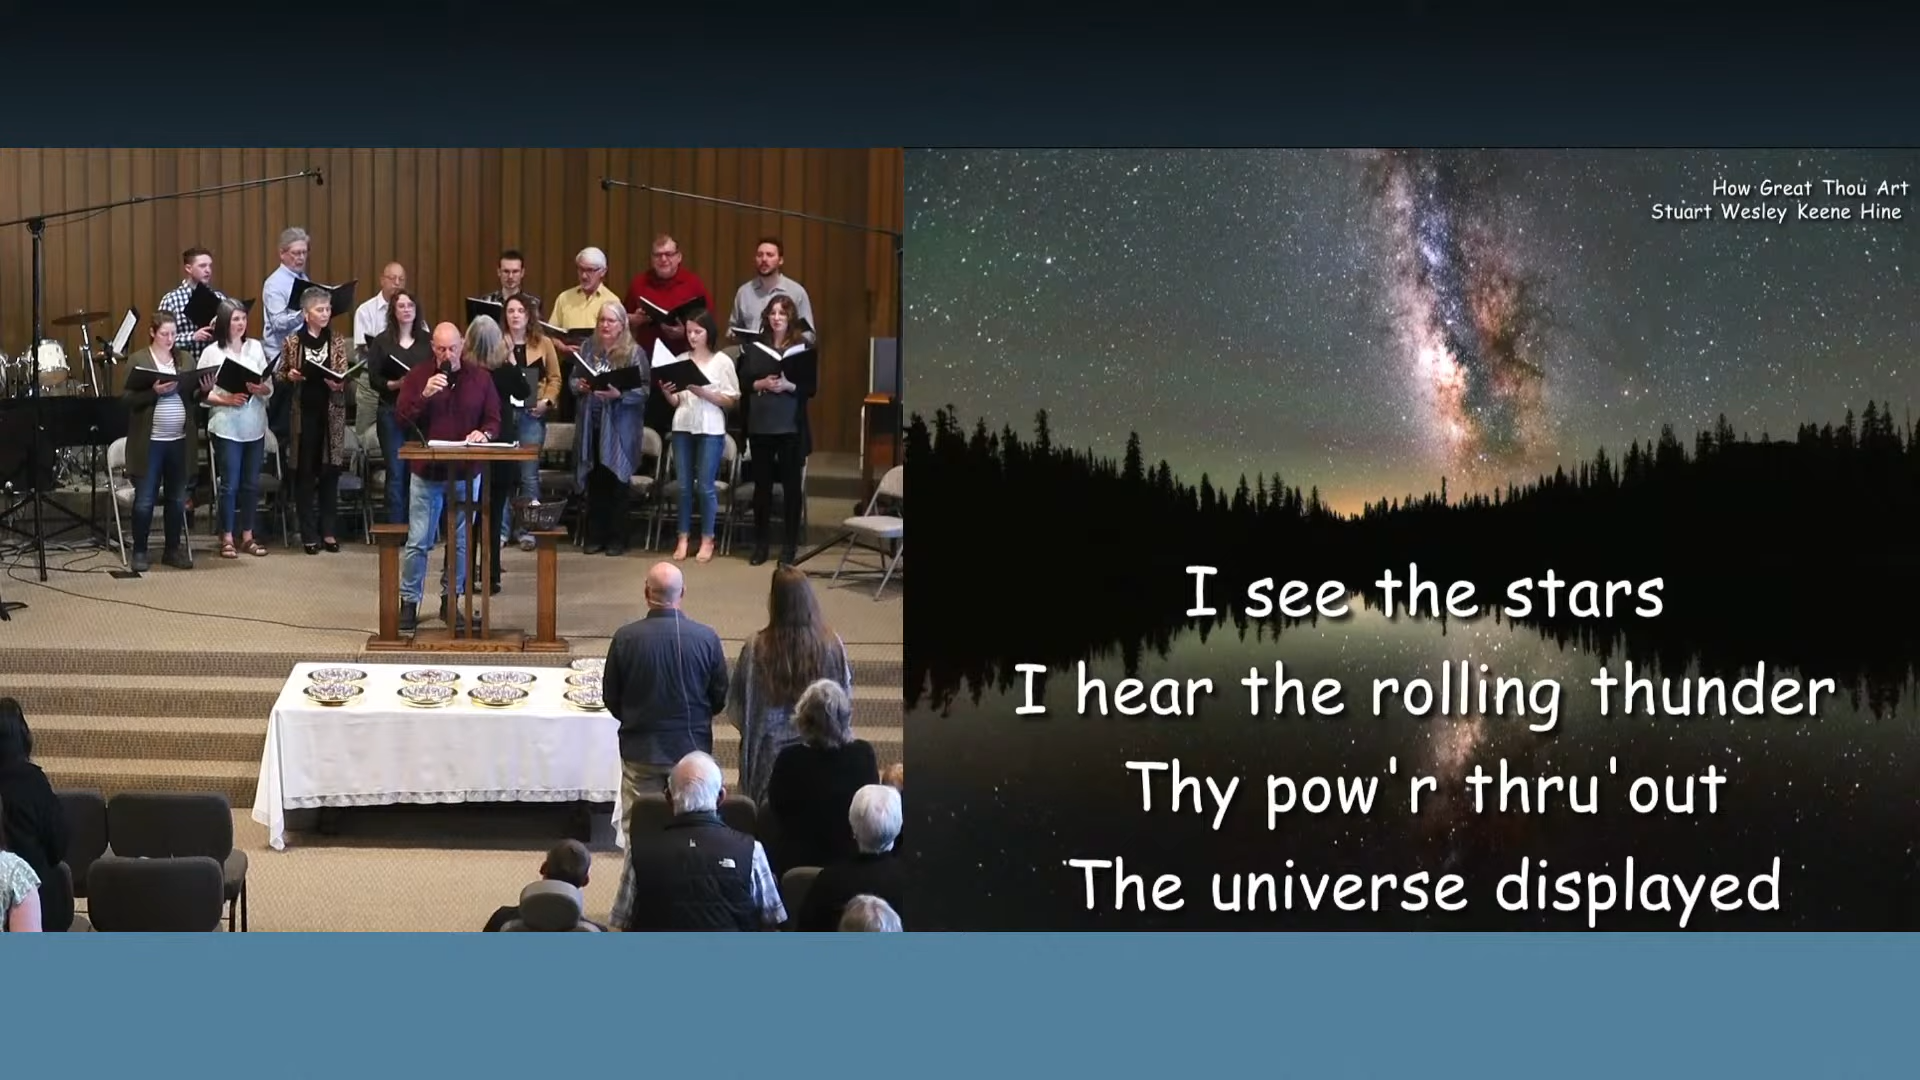 How Great Thou Art
Stuart Wesley Keene Hine
I see the stars
I hear the rolling thunder
Thy pow'r thru'out
The universe displayed